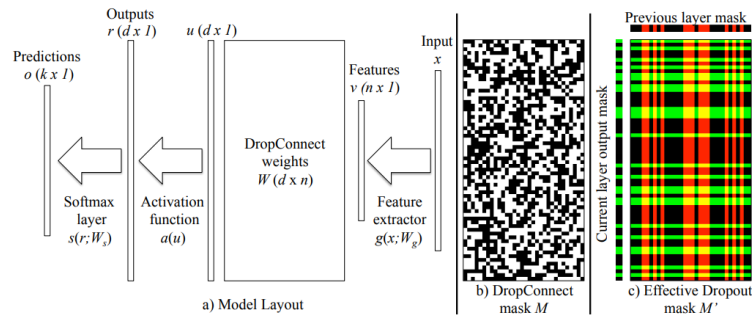 Predictions
o (k x 1)
Outputs
r (d x 1)
u (d x 1)
DropConnect
weights
W (d x n)
Features
v (n x 1)
Input
x
Softmax
layer
s(r;Ws)
Activation
function
a(u)
Feature
extractor
g(x;Wg)
a) Model Layout
b) DropConnect
mask M
Previous layer mask
Current layer output mask
c) Effective Dropout
mask M'